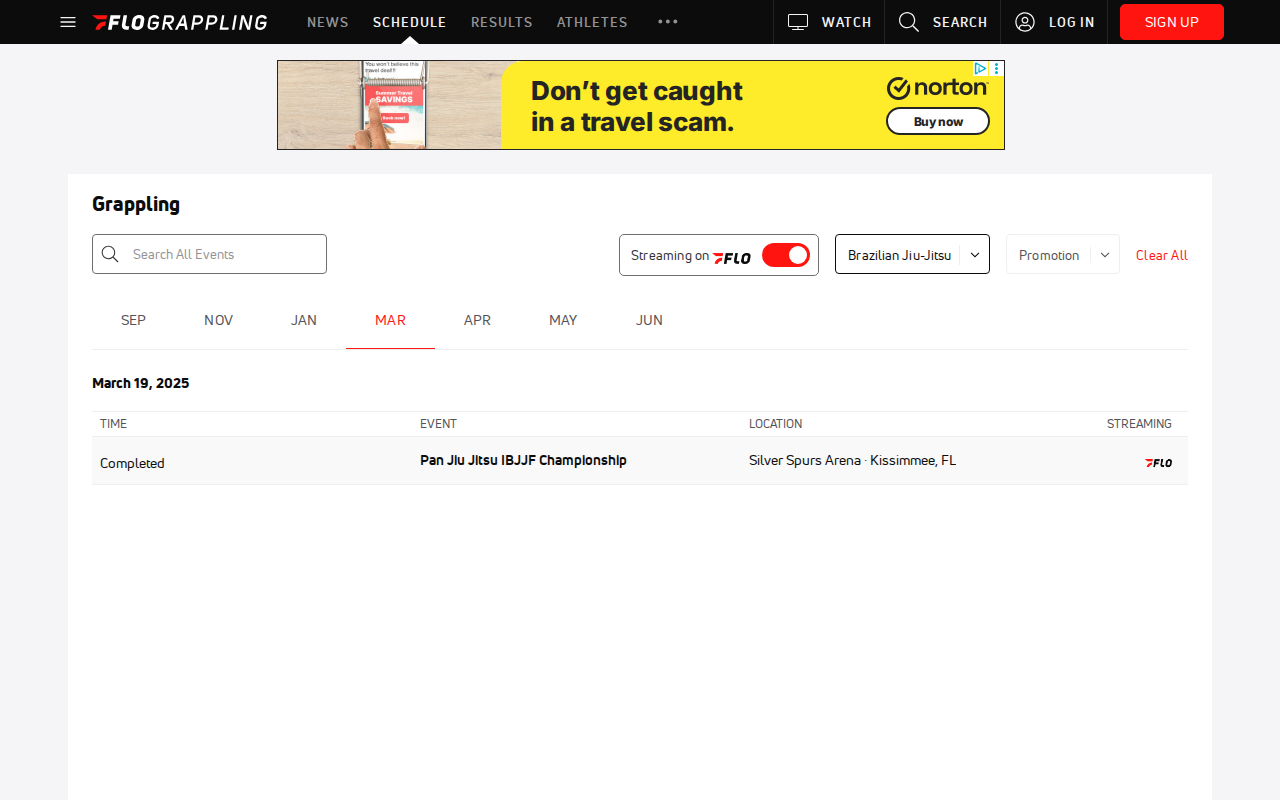 FLOGRAPPLING NEWS SCHEDULE RESULTS ATHLETES WATCH SEARCH LOG IN SIGN UP
You won't believe this
travel deal!!!
Summer Travel
SAVINGS
Book now!
Don't get caught
in a travel scam.
norton
Buy now
Grappling
Search All Events
Streaming on FLO
Brazilian Jiu-Jitsu
Promotion
Clear All
SEP NOV JAN MAR APR MAY JUN
March 19, 2025
TIME EVENT LOCATION STREAMING
Completed Pan Jiu Jitsu IBJJF Championship Silver Spurs Arena · Kissimmee, FL FLO